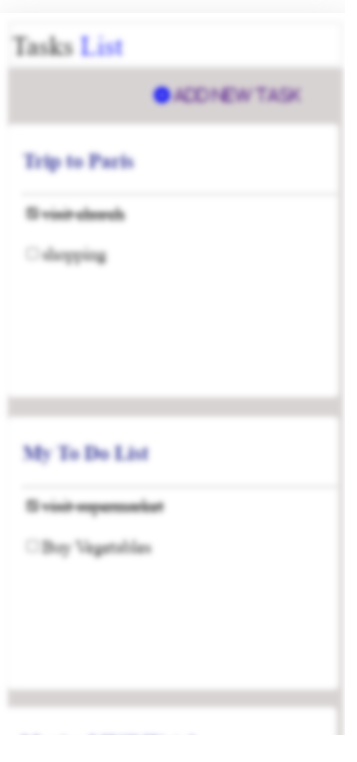 Tasks List
ADD NEW TASK
Trip to Paris
visit church
shopping
My To Do List
visit supermarket
Buy Vegetables